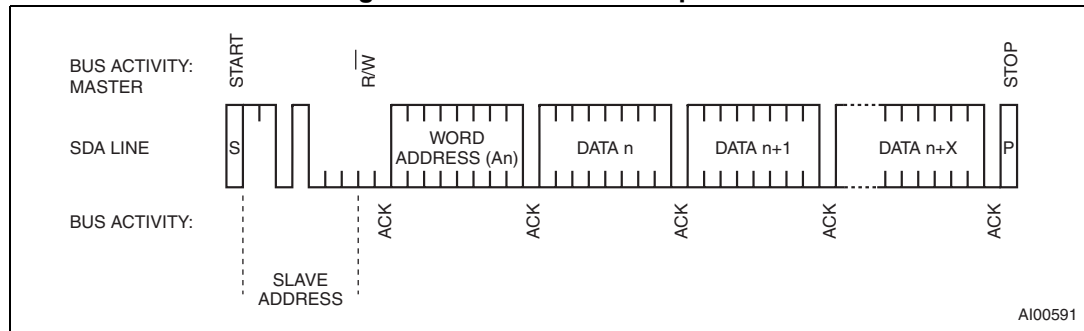 BUS ACTIVITY:
MASTER
START
R/W
STOP
SDA LINE
S
WORD
ADDRESS (An)
DATA n
DATA n+1
DATA n+X
P
BUS ACTIVITY:
ACK
ACK
ACK
ACK
ACK
SLAVE
ADDRESS
AI00591